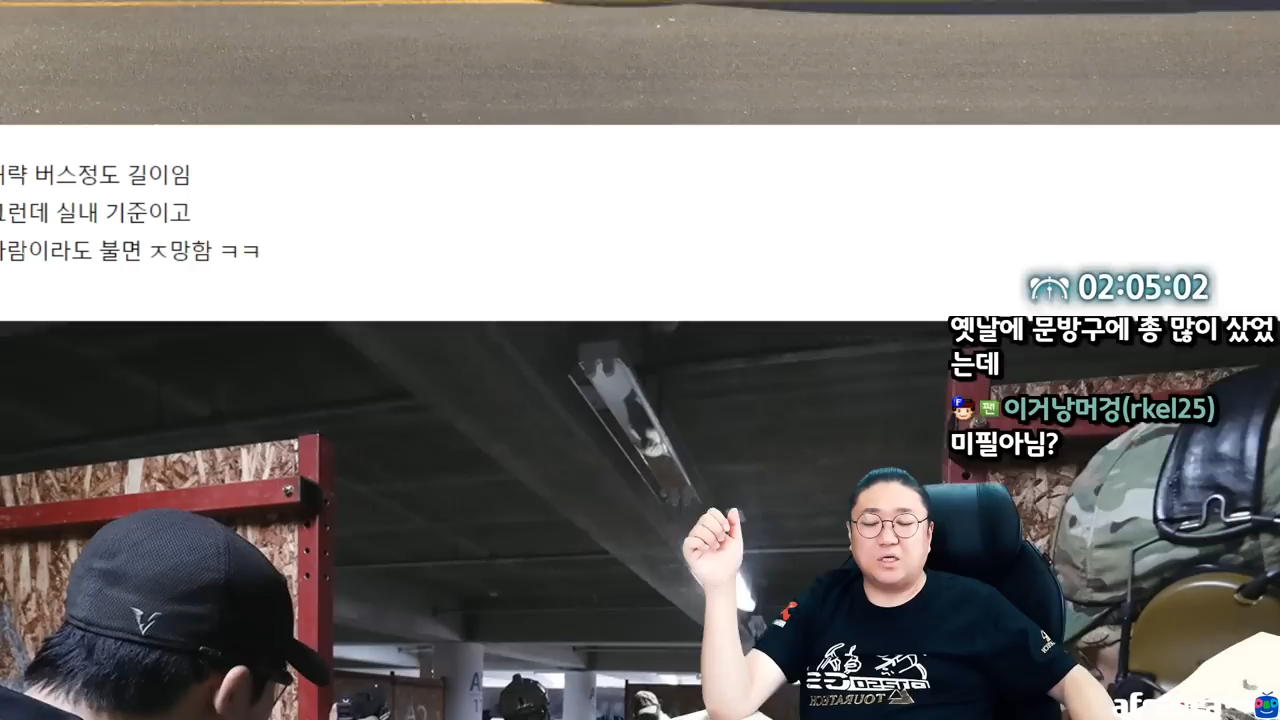 략 버스정도 길이임
런데 실내 기준이고
람이라도 불면 ㅈ망함 ㅋㅋ
02:05:02
옛날에 문방구에 총 많이 샀었
는데
F 팬 이거낭머겅(rkel25)
미필아님?